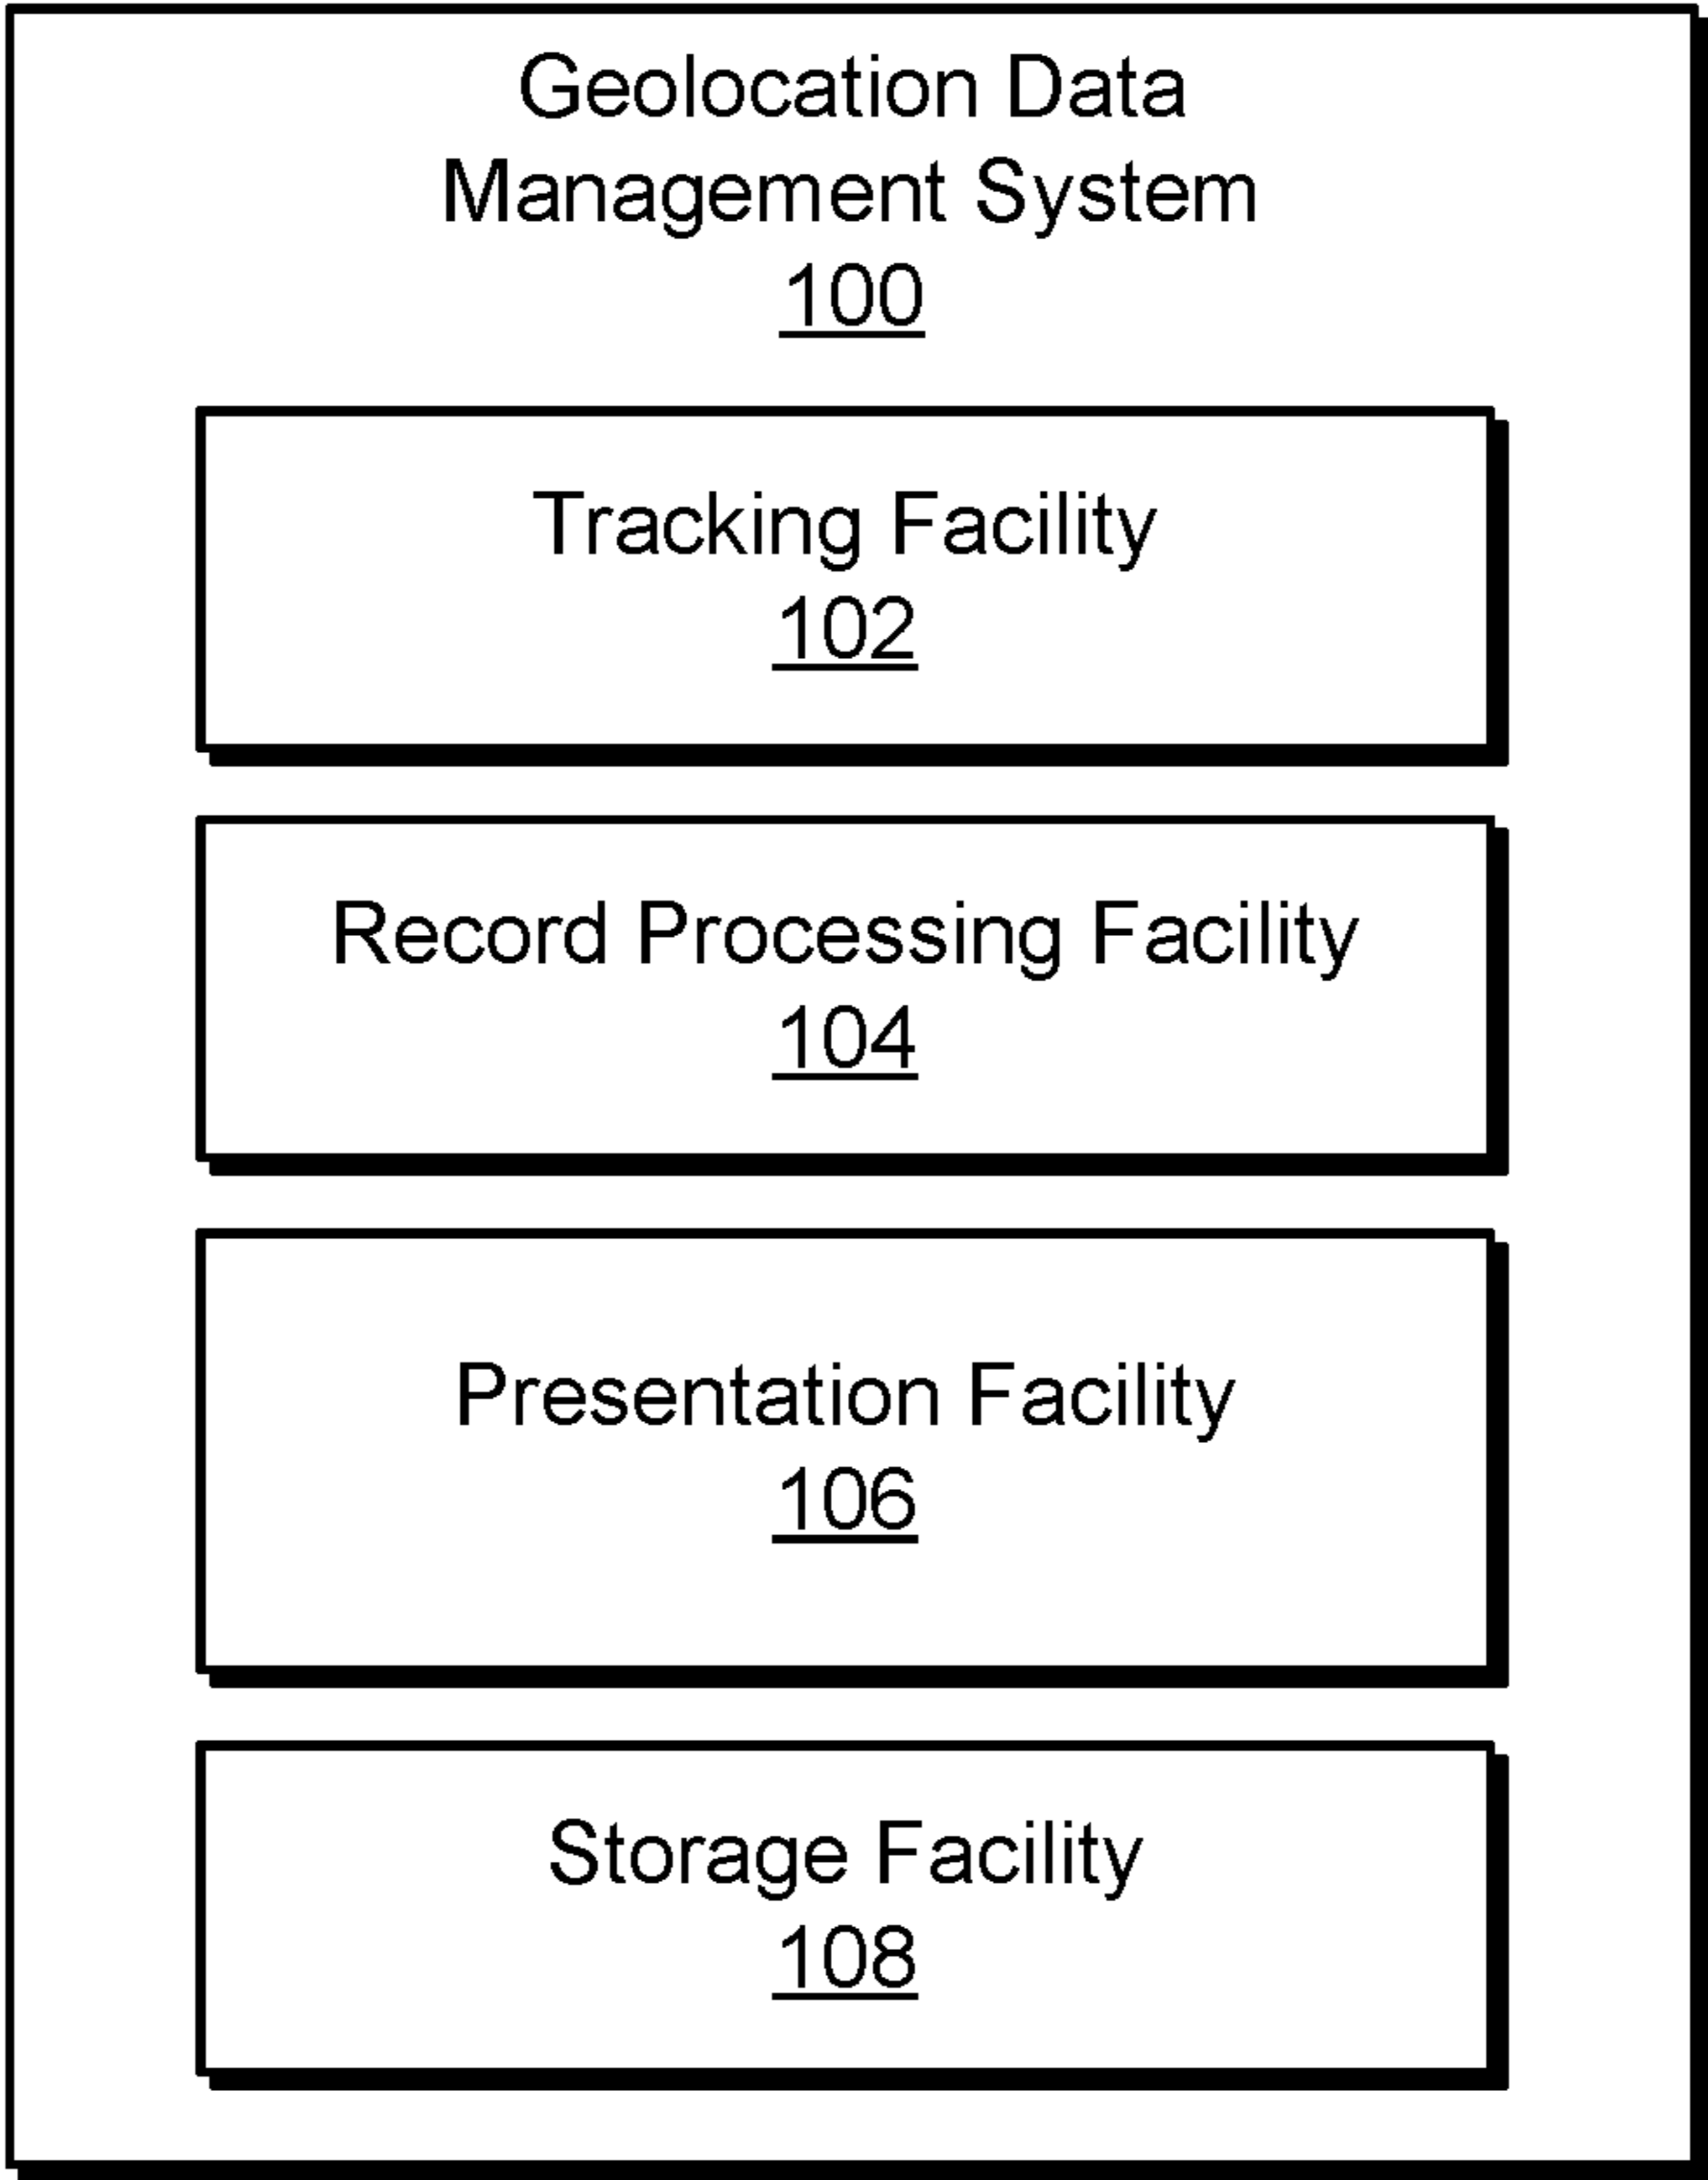 Geolocation Data
Management System
100
Tracking Facility
102
Record Processing Facility
104
Presentation Facility
106
Storage Facility
108